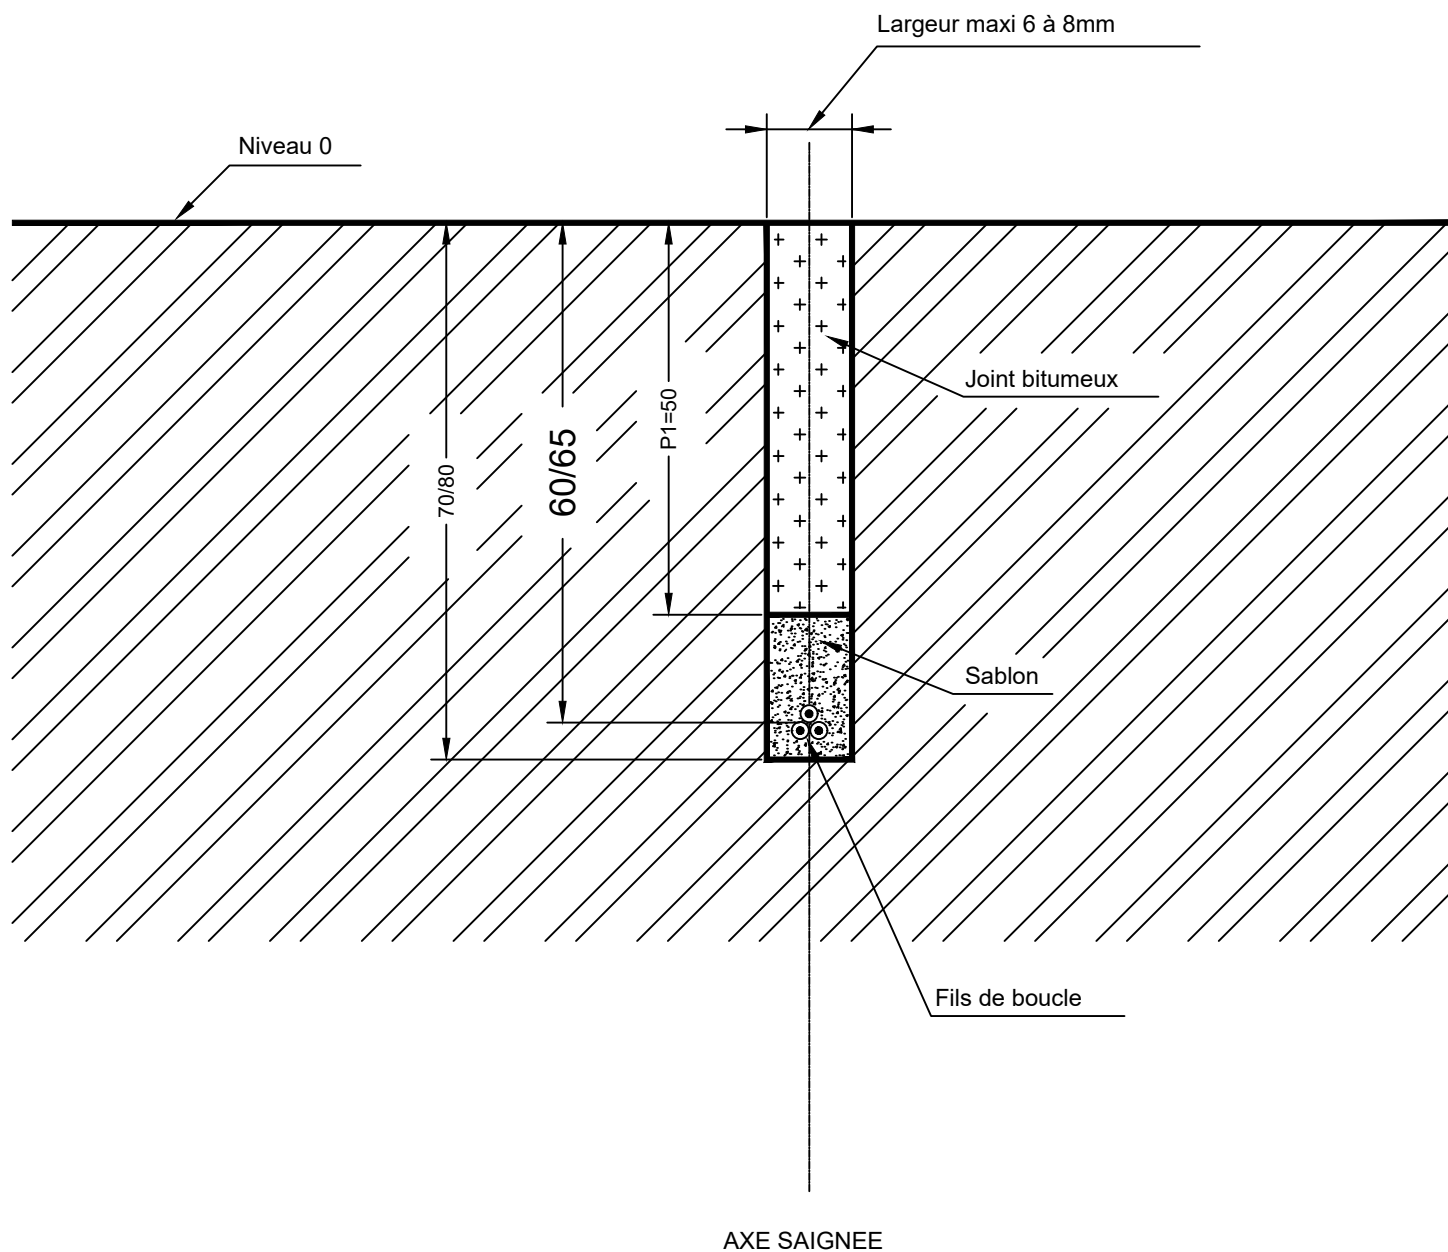 Largeur maxi 6 à 8mm
Niveau 0
Joint bitumeux
P1=50
60/65
70/80
Sablon
Fils de boucle
AXE SAIGNEE